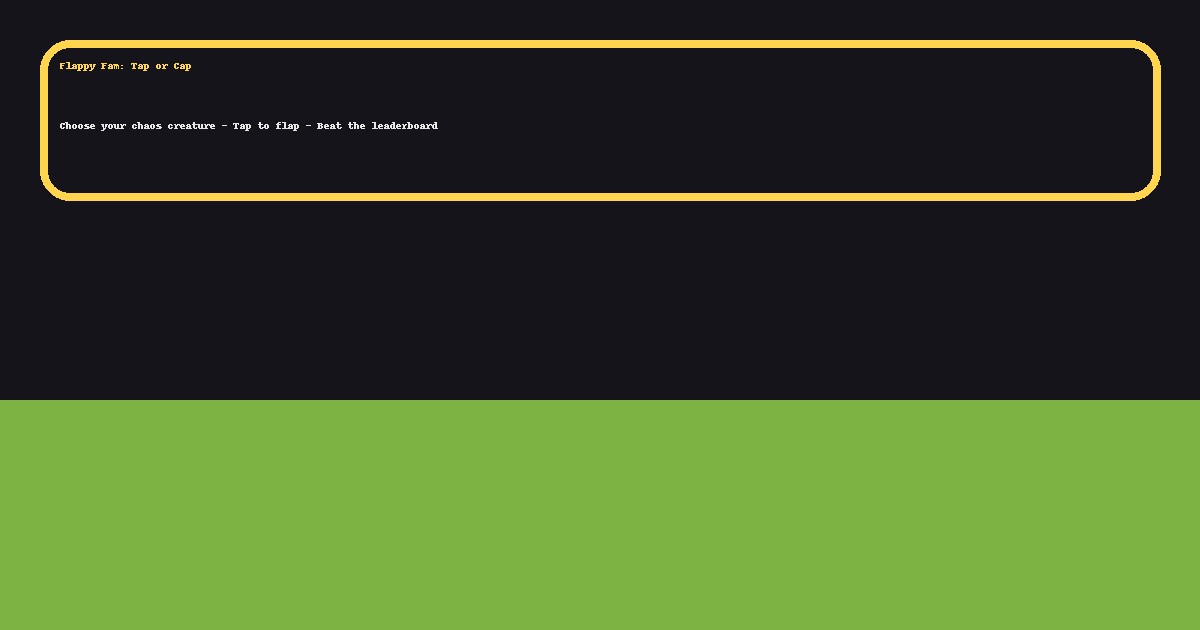 Flappy Fam: Tap or Cap
Choose your chaos creature – Tap to flap – Beat the leaderboard